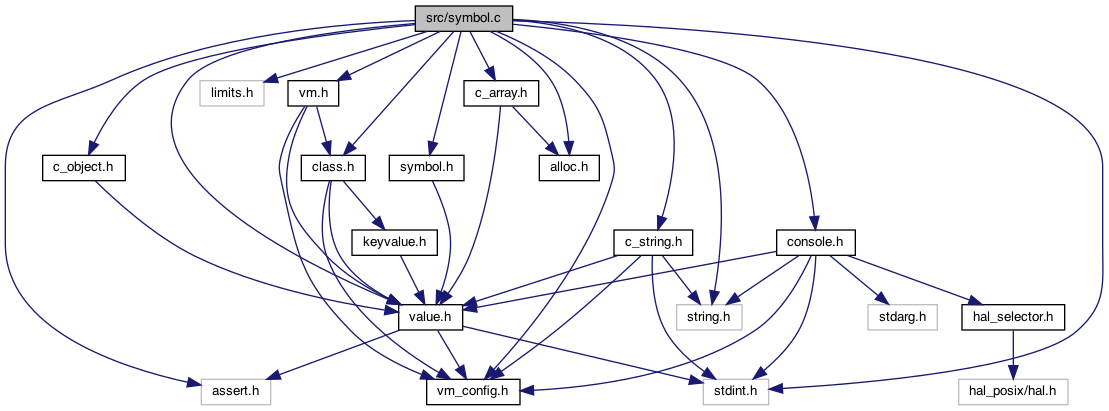 src/symbol.c
limits.h
vm.h
c_array.h
c_object.h
class.h
symbol.h
alloc.h
keyvalue.h
c_string.h
console.h
value.h
string.h
stdarg.h
hal_selector.h
assert.h
vm_config.h
stdint.h
hal_posix/hal.h